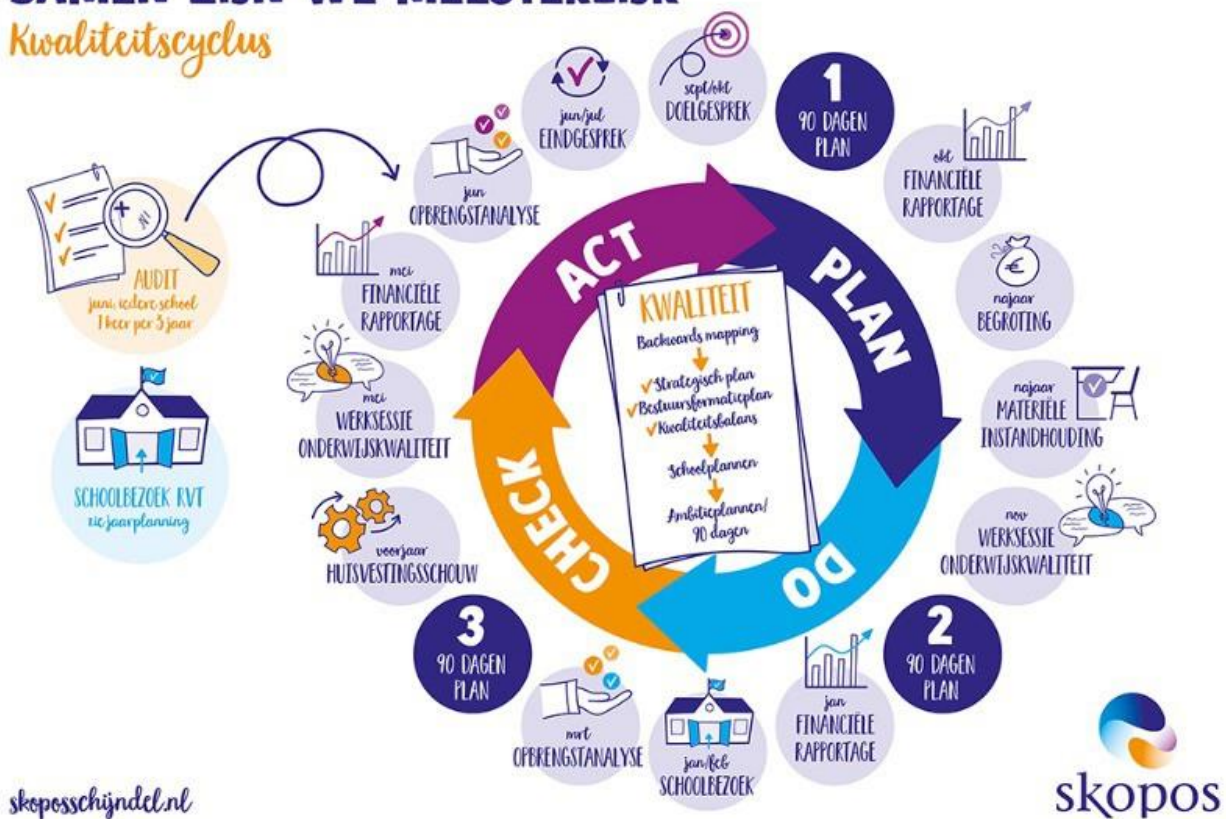 SAMEN ZIJN WE MEESTERLIJK
Kwaliteitscyclus
sept/okt
DOELGESPREK
1
90 DAGEN
PLAN
okt
FINANCIËLE
RAPPORTAGE
€
najaar
BEGROTING
najaar
MATERIËLE
INSTANDHOUDING
nov
WERKSESSIE
ONDERWIJSKWALITEIT
2
90 DAGEN
PLAN
jan
FINANCIËLE
RAPPORTAGE
jan/feb
SCHOOLBEZOEK
mrt
OPBRENGSTANALYSE
3
90 DAGEN
PLAN
voorjaar
HUISVESTINGSSCHOUW
mei
WERKSESSIE
ONDERWIJSKWALITEIT
mei
FINANCIËLE
RAPPORTAGE
jun
OPBRENGSTANALYSE
jun/jul
EINDGESPREK
AUDIT
juni, iedere school
1 keer per 3 jaar
SCHOOLBEZOEK RVT
zie jaarplanning
ACT
PLAN
DO
CHECK
KWALITEIT
Backwards mapping
Strategisch plan
Bestuursformatieplan
Kwaliteitsbalans
Schoolplannen
Ambitieplannen/
90 dagen
skoposschijndel.nl
skopos